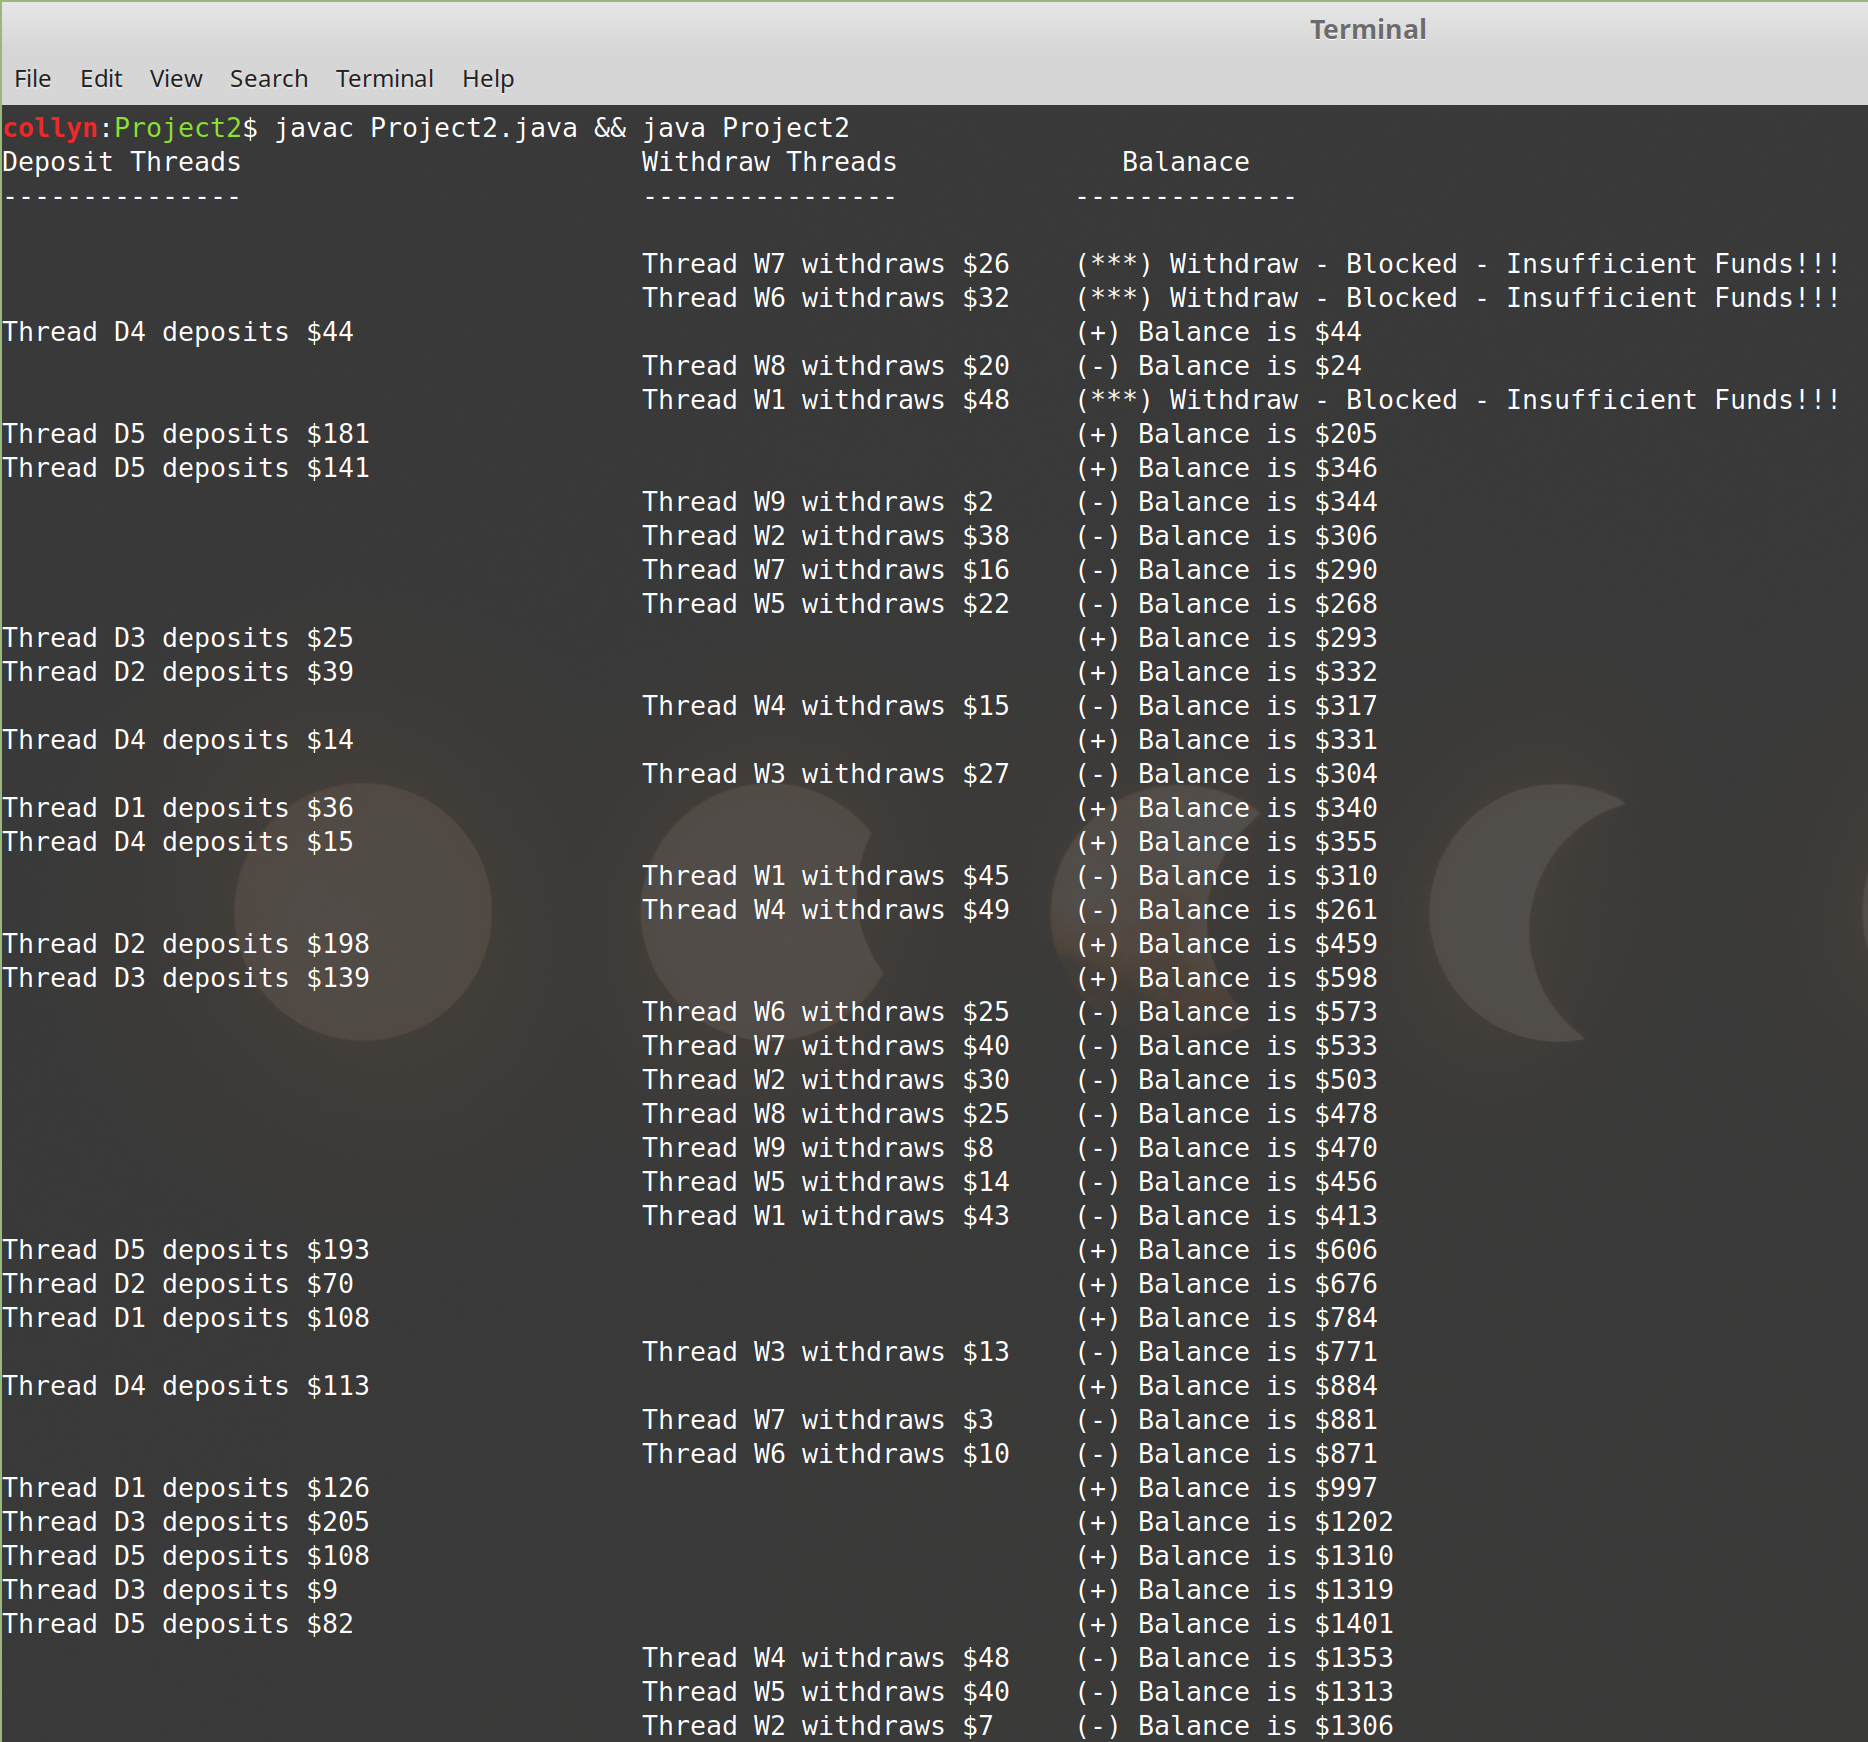 Terminal
File Edit View Search Terminal Help
collyn:Project2$ javac Project2.java && java Project2
Deposit Threads Withdraw Threads Balanace
--------------- ---------------- --------------
Thread W7 withdraws $26 (***) Withdraw - Blocked - Insufficient Funds!!!
Thread W6 withdraws $32 (***) Withdraw - Blocked - Insufficient Funds!!!
Thread D4 deposits $44 (+) Balance is $44
Thread W8 withdraws $20 (-) Balance is $24
Thread W1 withdraws $48 (***) Withdraw - Blocked - Insufficient Funds!!!
Thread D5 deposits $181 (+) Balance is $205
Thread D5 deposits $141 (+) Balance is $346
Thread W9 withdraws $2 (-) Balance is $344
Thread W2 withdraws $38 (-) Balance is $306
Thread W7 withdraws $16 (-) Balance is $290
Thread W5 withdraws $22 (-) Balance is $268
Thread D3 deposits $25 (+) Balance is $293
Thread D2 deposits $39 (+) Balance is $332
Thread W4 withdraws $15 (-) Balance is $317
Thread D4 deposits $14 (+) Balance is $331
Thread W3 withdraws $27 (-) Balance is $304
Thread D1 deposits $36 (+) Balance is $340
Thread D4 deposits $15 (+) Balance is $355
Thread W1 withdraws $45 (-) Balance is $310
Thread W4 withdraws $49 (-) Balance is $261
Thread D2 deposits $198 (+) Balance is $459
Thread D3 deposits $139 (+) Balance is $598
Thread W6 withdraws $25 (-) Balance is $573
Thread W7 withdraws $40 (-) Balance is $533
Thread W2 withdraws $30 (-) Balance is $503
Thread W8 withdraws $25 (-) Balance is $478
Thread W9 withdraws $8 (-) Balance is $470
Thread W5 withdraws $14 (-) Balance is $456
Thread W1 withdraws $43 (-) Balance is $413
Thread D5 deposits $193 (+) Balance is $606
Thread D2 deposits $70 (+) Balance is $676
Thread D1 deposits $108 (+) Balance is $784
Thread W3 withdraws $13 (-) Balance is $771
Thread D4 deposits $113 (+) Balance is $884
Thread W7 withdraws $3 (-) Balance is $881
Thread W6 withdraws $10 (-) Balance is $871
Thread D1 deposits $126 (+) Balance is $997
Thread D3 deposits $205 (+) Balance is $1202
Thread D5 deposits $108 (+) Balance is $1310
Thread D3 deposits $9 (+) Balance is $1319
Thread D5 deposits $82 (+) Balance is $1401
Thread W4 withdraws $48 (-) Balance is $1353
Thread W5 withdraws $40 (-) Balance is $1313
Thread W2 withdraws $7 (-) Balance is $1306